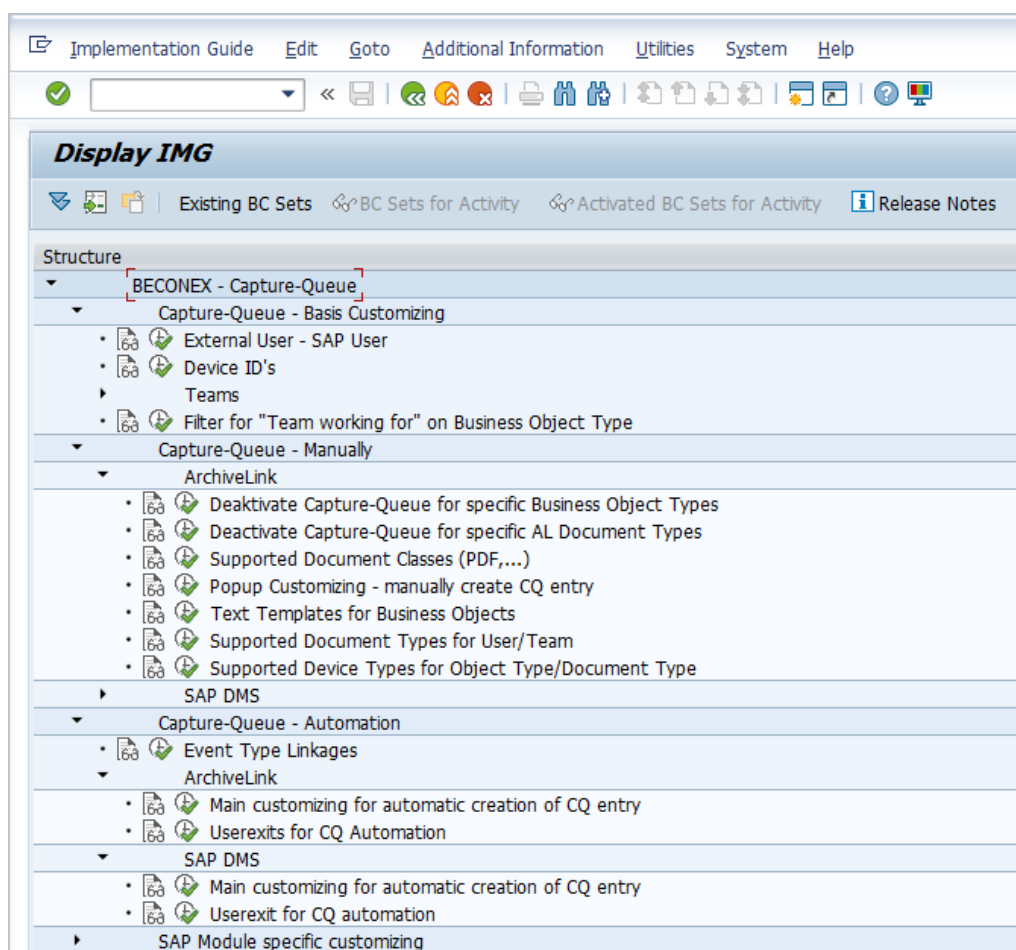 Implementation Guide Edit Goto Additional Information Utilities System Help
Display IMG
Existing BC Sets BC Sets for Activity Activated BC Sets for Activity Release Notes
Structure
BECONEX - Capture-Queue
Capture-Queue - Basis Customizing
External User - SAP User
Device ID's
Teams
Filter for "Team working for" on Business Object Type
Capture-Queue - Manually
ArchiveLink
Deaktivate Capture-Queue for specific Business Object Types
Deactivate Capture-Queue for specific AL Document Types
Supported Document Classes (PDF,...)
Popup Customizing - manually create CQ entry
Text Templates for Business Objects
Supported Document Types for User/Team
Supported Device Types for Object Type/Document Type
SAP DMS
Capture-Queue - Automation
Event Type Linkages
ArchiveLink
Main customizing for automatic creation of CQ entry
Userexits for CQ Automation
SAP DMS
Main customizing for automatic creation of CQ entry
Userexit for CQ automation
SAP Module specific customizing